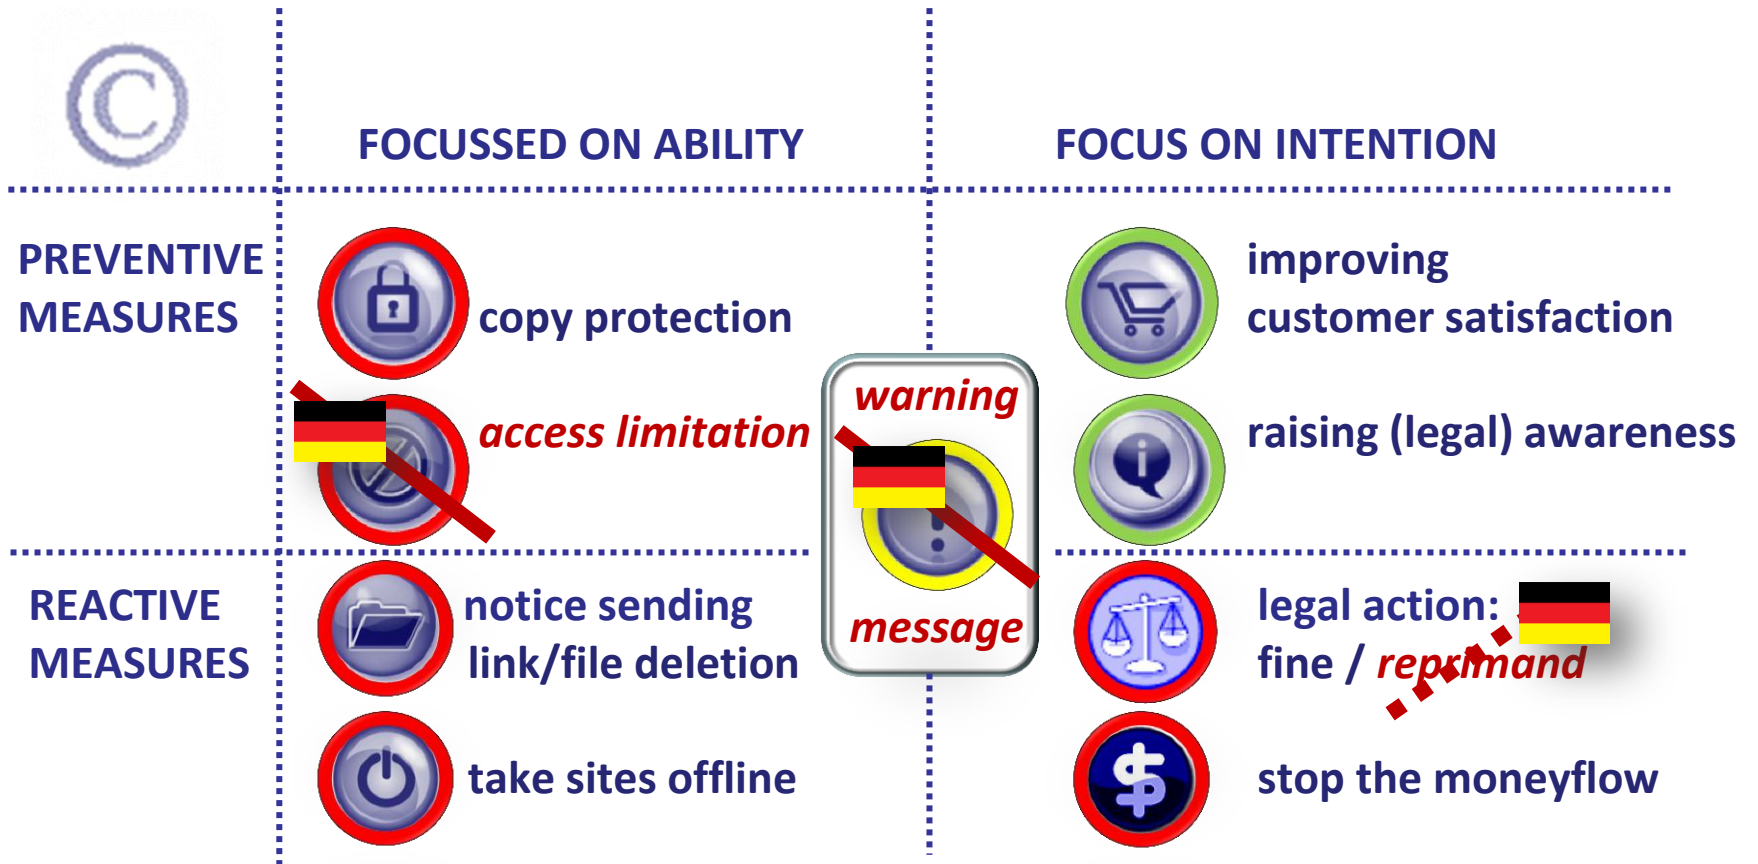 ©
FOCUSSED ON ABILITY
FOCUS ON INTENTION
PREVENTIVE
MEASURES
copy protection
access limitation
improving
customer satisfaction
raising (legal) awareness
warning
!
message
REACTIVE
MEASURES
notice sending
link/file deletion
take sites offline
legal action:
fine / reprimand
stop the moneyflow